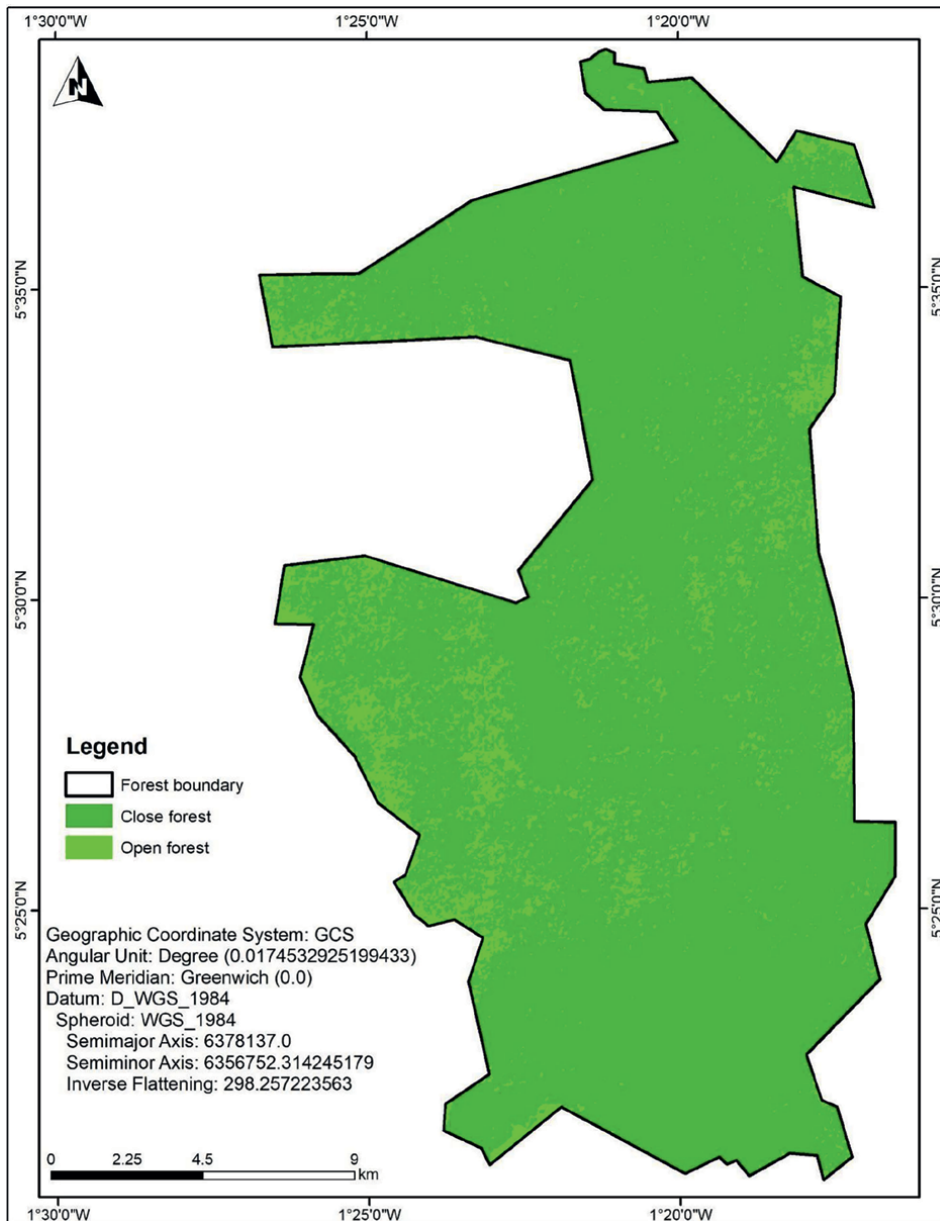 1°30'0"W 1°25'0"W 1°20'0"W
N
5°35'0"N 5°35'0"N
5°30'0"N 5°30'0"N
5°25'0"N 5°25'0"N
Legend
Forest boundary
Close forest
Open forest
Geographic Coordinate System: GCS
Angular Unit: Degree (0.0174532925199433)
Prime Meridian: Greenwich (0.0)
Datum: D_WGS_1984
Spheroid: WGS_1984
Semimajor Axis: 6378137.0
Semiminor Axis: 6356752.314245179
Inverse Flattening: 298.257223563
0 2.25 4.5 9
km
1°30'0"W 1°25'0"W 1°20'0"W